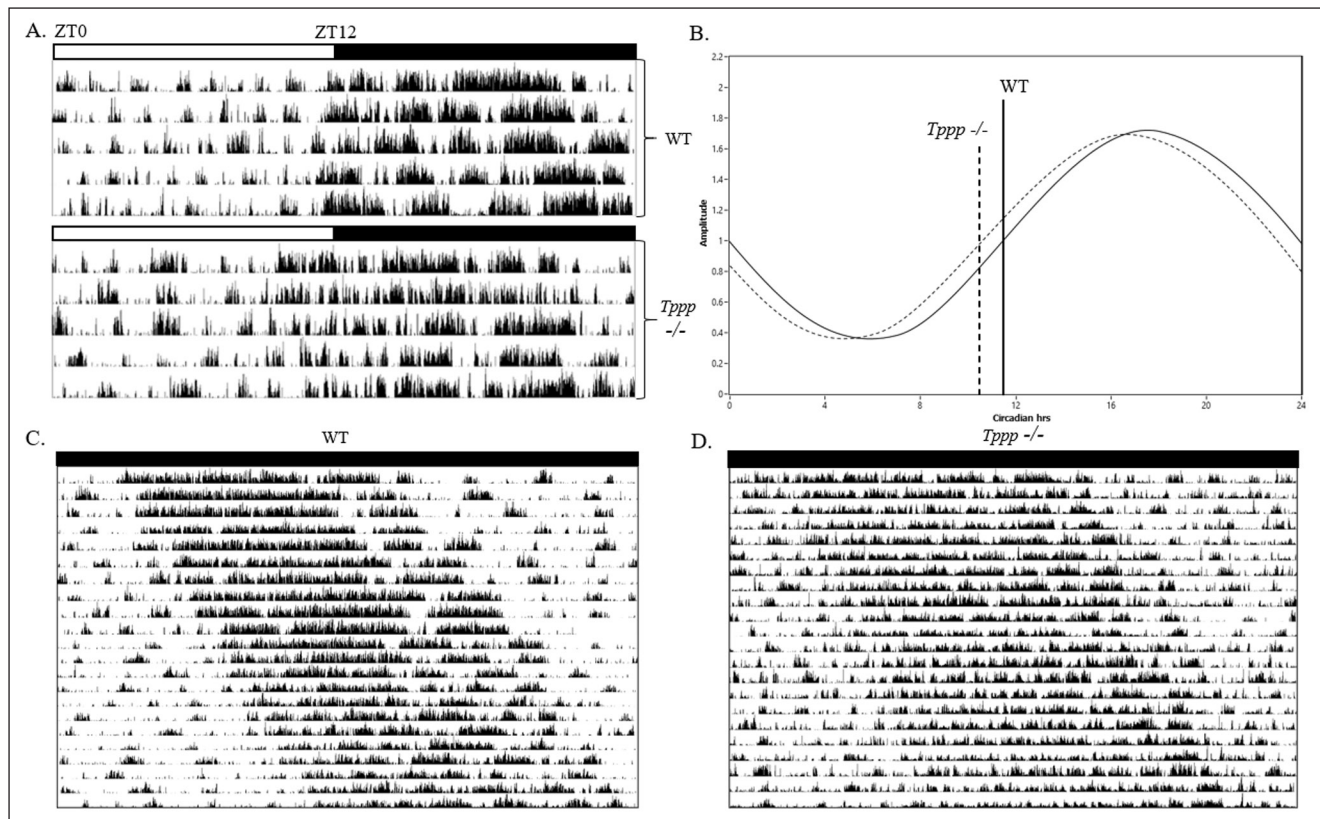 A.
ZT0 ZT12
WT
Tppp
-/-
B.
2.2
2
1.8
1.6
1.4
1.2
1
0.8
0.6
0.4
0.2
0
Amplitude
WT
Tppp -/-
0 4 8 12 16 20 24
Circadian hrs
C.
WT
D.
Tppp -/-